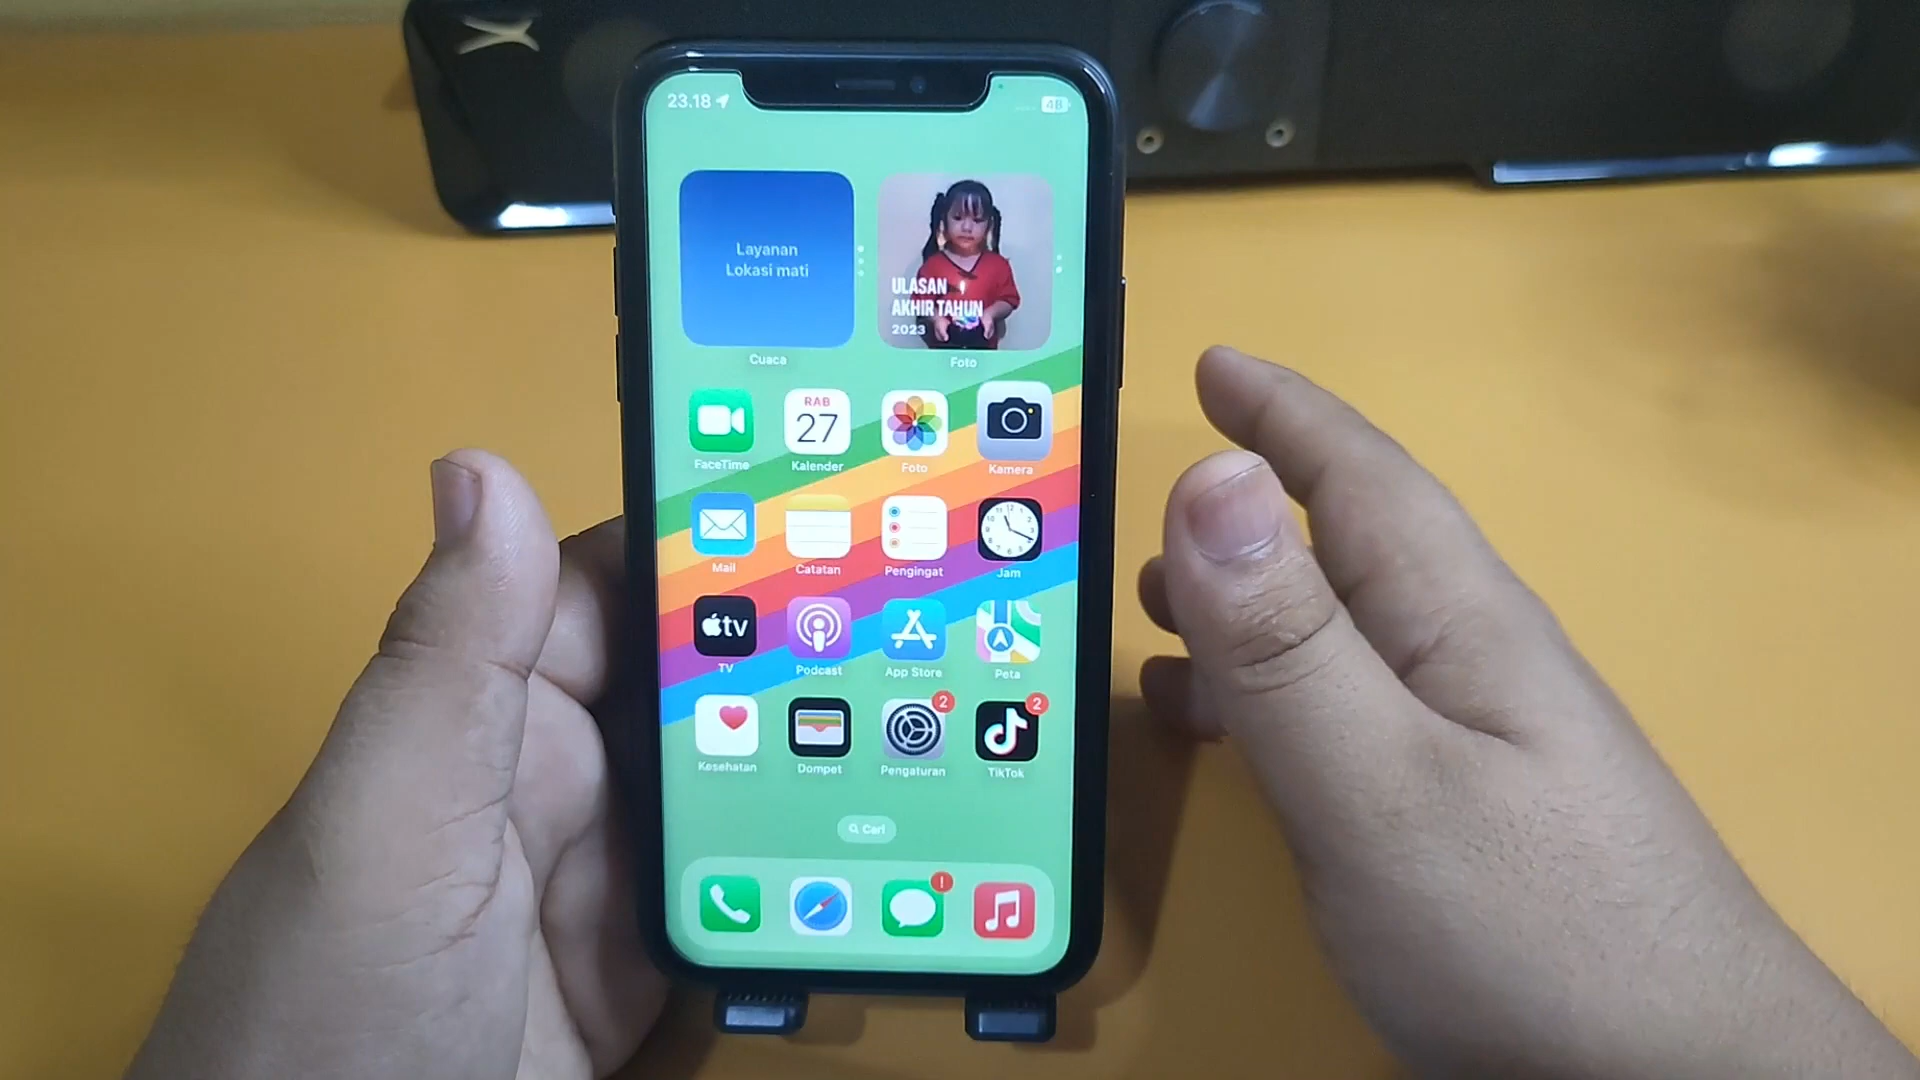 23.18
48
Layanan
Lokasi mati
ULASAN
AKHIR TAHUN
2023
Cuaca
Foto
RAB
27
FaceTime
Kalender
Foto
Kamera
Mail
Catatan
Pengingat
Jam
tv
TV
Podcast
App Store
Peta
2
2
Kesehatan
Dompet
Pengaturan
TikTok
Cari
!